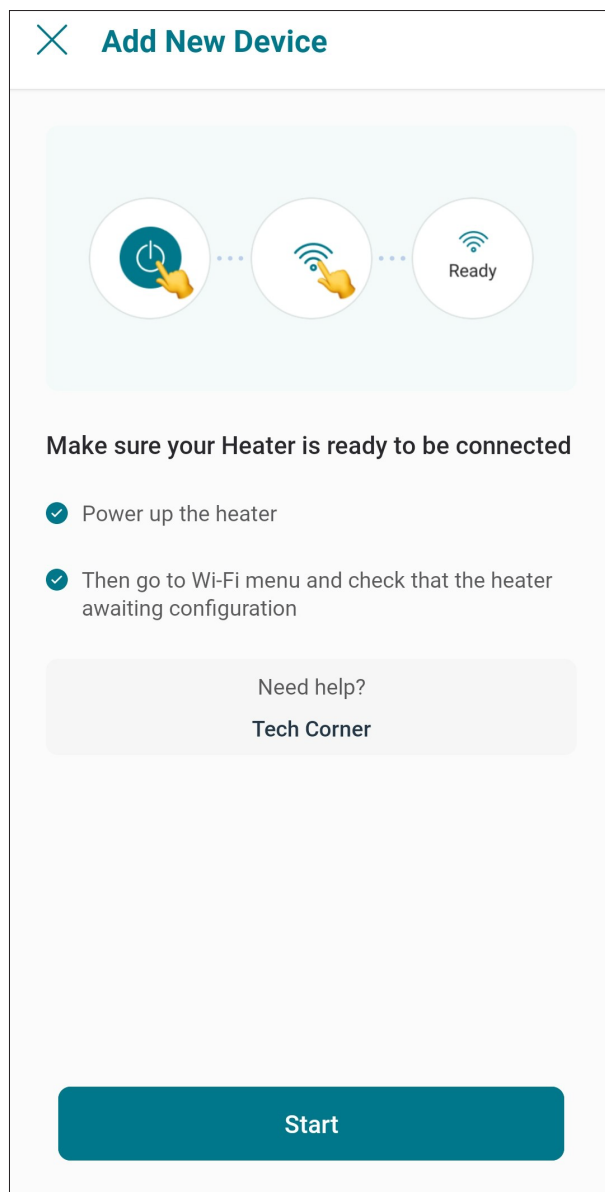 Add New Device
Ready
Make sure your Heater is ready to be connected
Power up the heater
Then go to Wi-Fi menu and check that the heater
awaiting configuration
Need help?
Tech Corner
Start